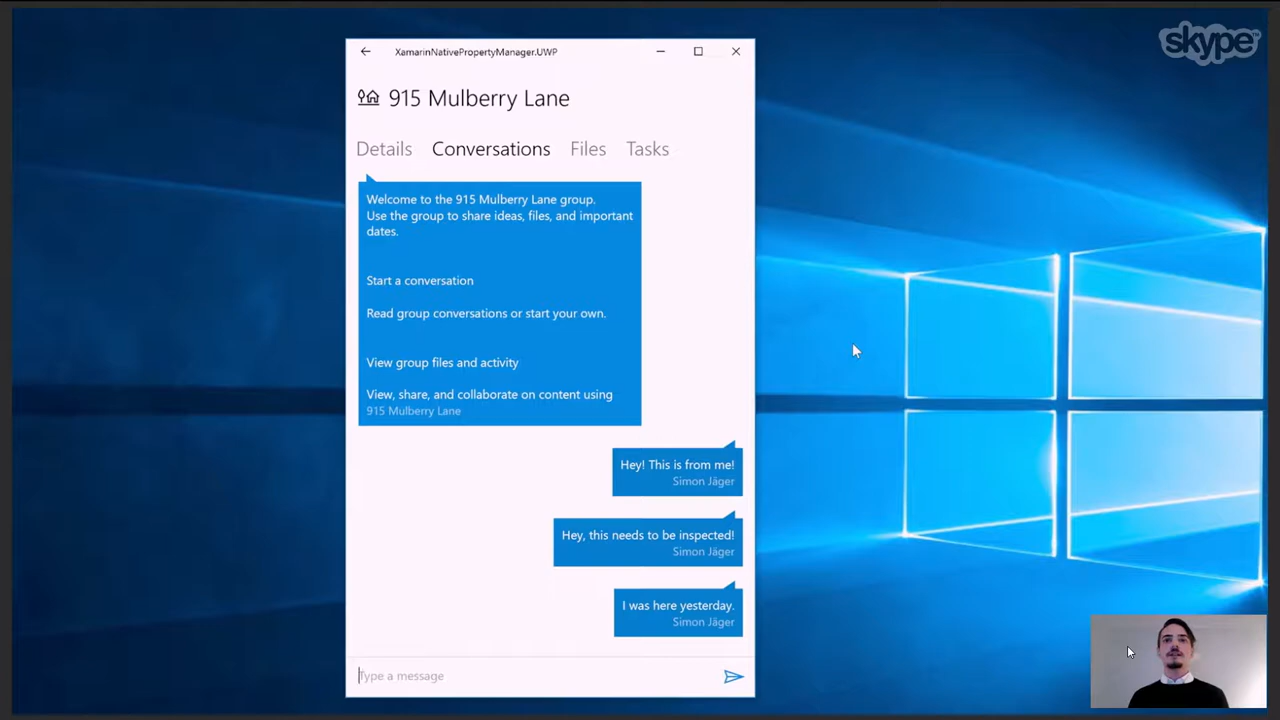 skype™
XamarinNativePropertyManager.UWP
915 Mulberry Lane
Details Conversations Files Tasks
Welcome to the 915 Mulberry Lane group.
Use the group to share ideas, files, and important
dates.
Start a conversation
Read group conversations or start your own.
View group files and activity
View, share, and collaborate on content using
915 Mulberry Lane
Hey! This is from me!
Simon Jäger
Hey, this needs to be inspected!
Simon Jäger
I was here yesterday.
Simon Jäger
Type a message